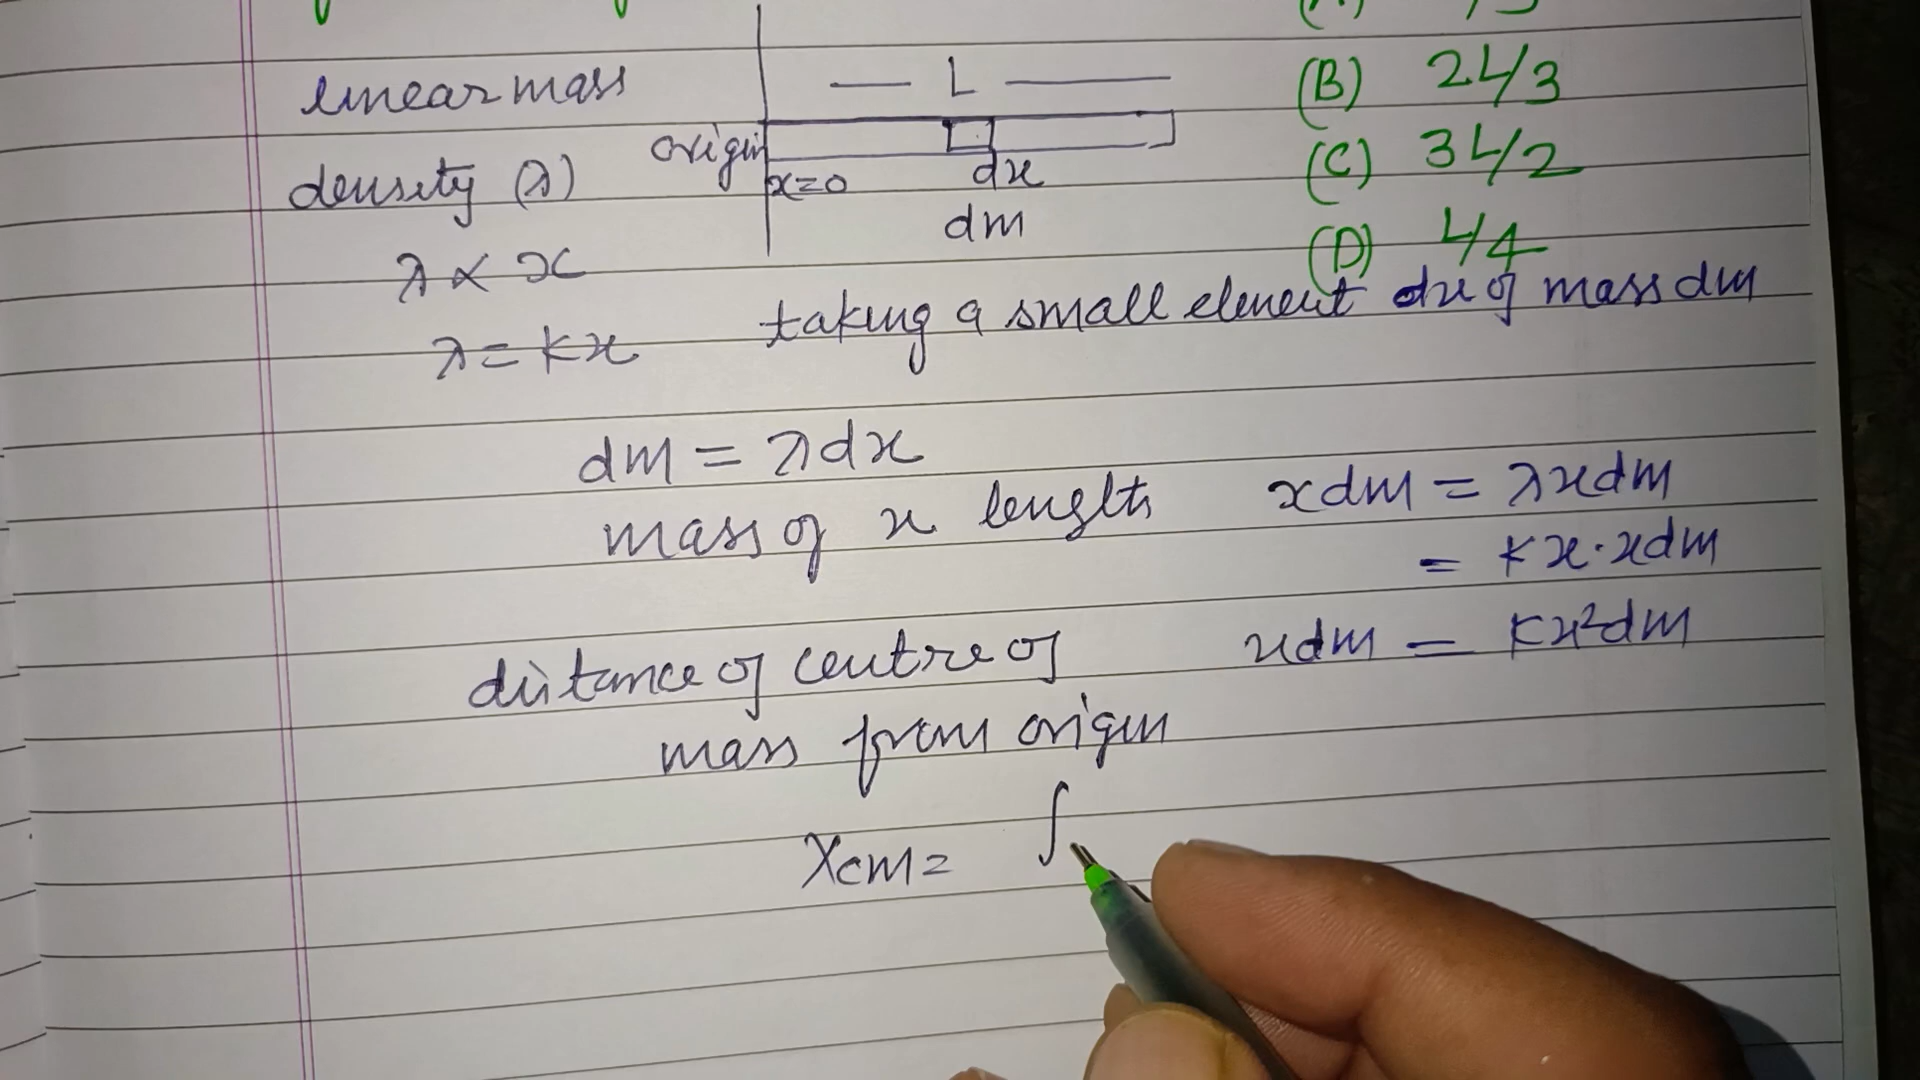 linear mass
density (λ)
λ ∝ x
λ = kx
L
origin
x=0
dx
dm
(B) 2L/3
(C) 3L/2
(D) L/4
taking a small element dx of mass dm
dm = λdx
mass of x length
xdm = λxdm
= kx·xdm
xdm = kx²dm
distance of centre of
mass from origin
Xcm = ∫